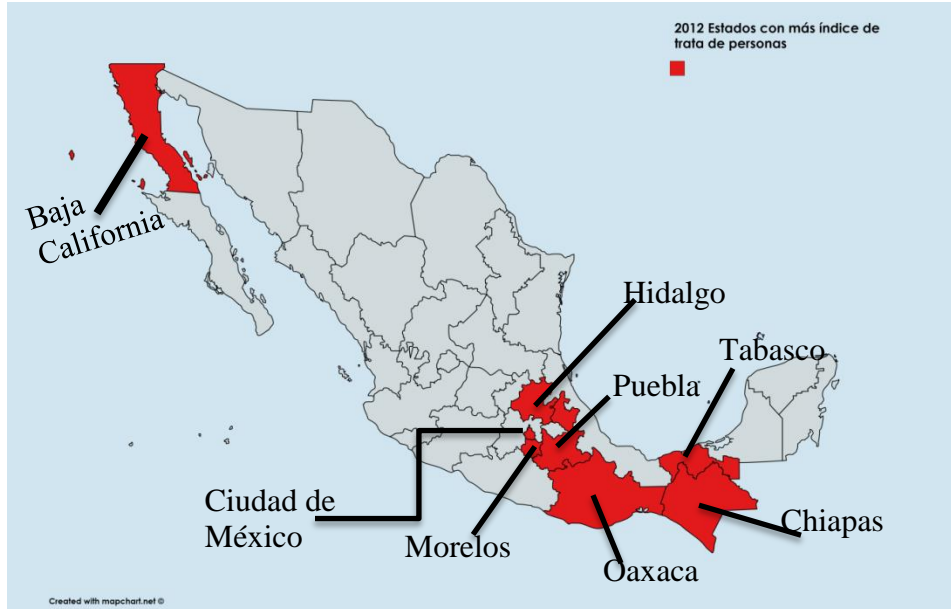 2012 Estados con más índice de
trata de personas
Baja
California
Hidalgo
Tabasco
Puebla
Ciudad de
México
Morelos
Oaxaca
Chiapas
Created with mapchart.net ©